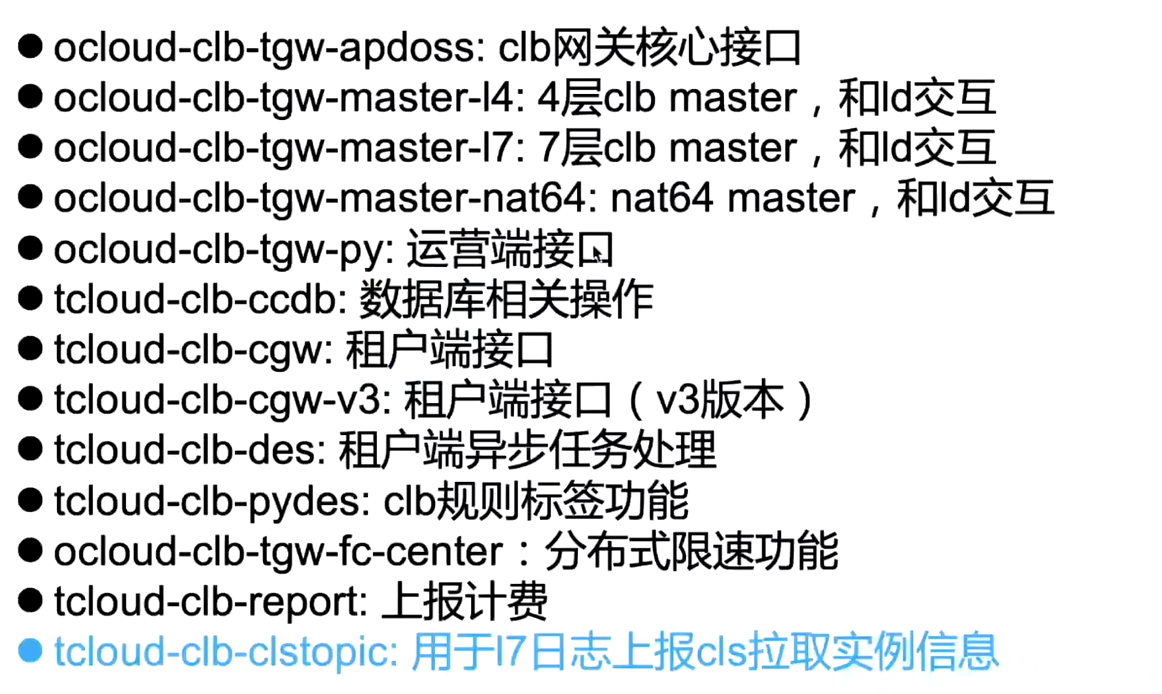 ● ocloud-clb-tgw-apdoss: clb网关核心接口
● ocloud-clb-tgw-master-l4: 4层clb master，和ld交互
● ocloud-clb-tgw-master-l7: 7层clb master，和ld交互
● ocloud-clb-tgw-master-nat64: nat64 master，和ld交互
● ocloud-clb-tgw-py: 运营端接口
● tcloud-clb-ccdb: 数据库相关操作
● tcloud-clb-cgw: 租户端接口
● tcloud-clb-cgw-v3: 租户端接口（v3版本）
● tcloud-clb-des: 租户端异步任务处理
● tcloud-clb-pydes: clb规则标签功能
● ocloud-clb-tgw-fc-center：分布式限速功能
● tcloud-clb-report: 上报计费
● tcloud-clb-clstopic: 用于l7日志上报cls拉取实例信息